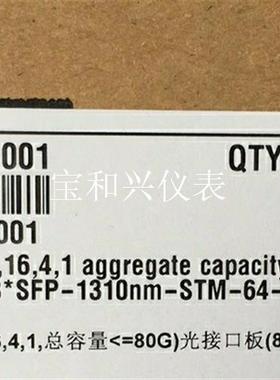 001
QTY
宝和兴仪表
001
,16,4,1 aggregate capacity
*SFP-1310nm-STM-64-
,4,1,总容量<=80G)光接口板(8